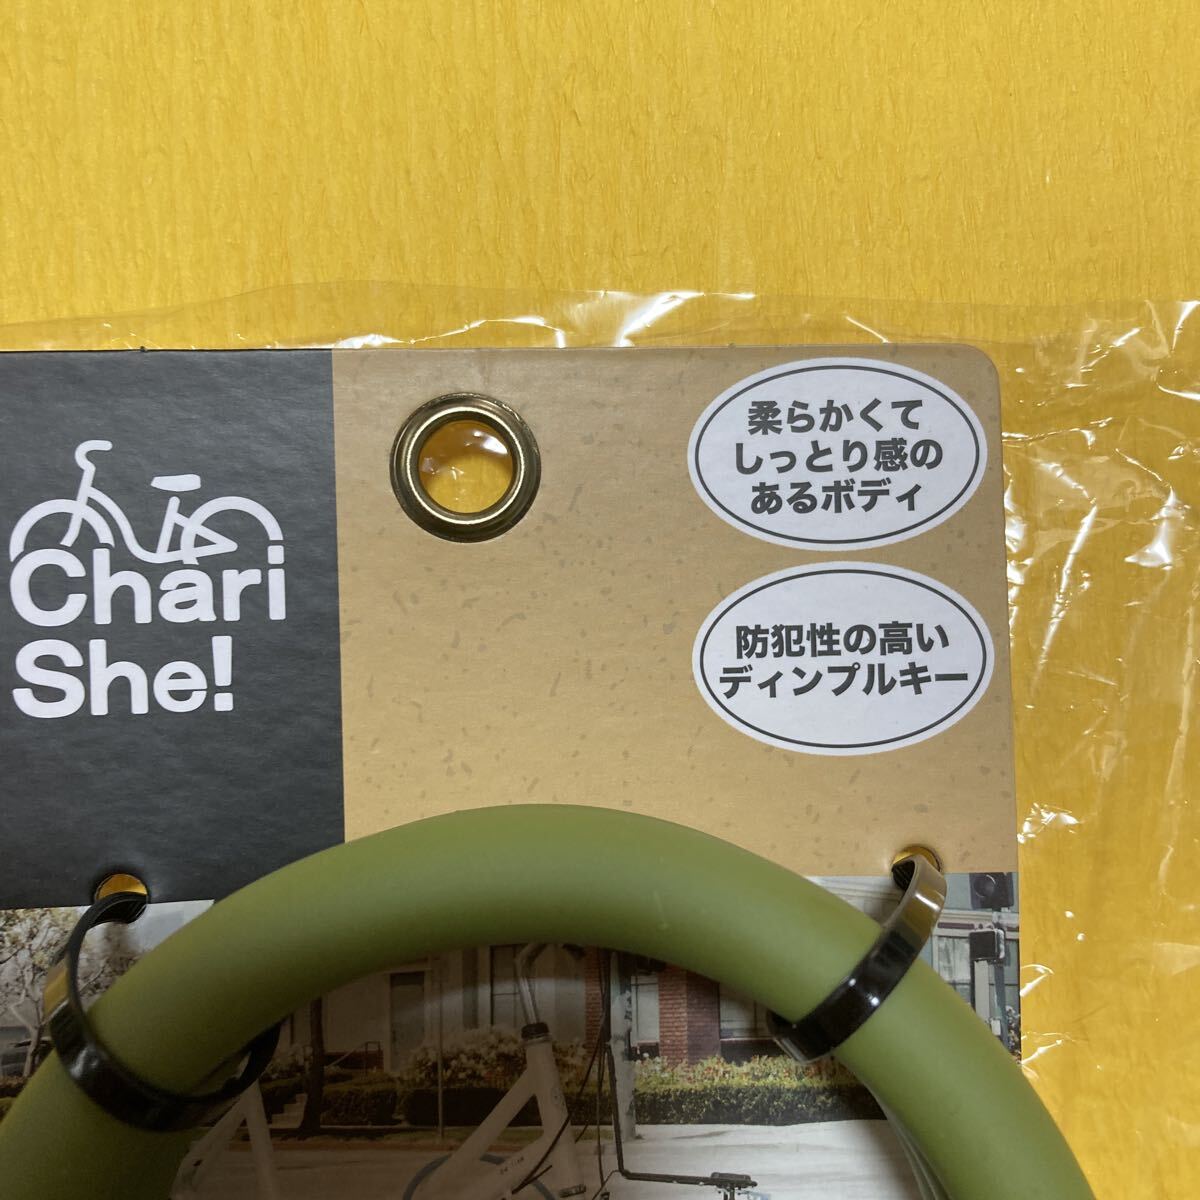 Chari
She!
柔らかくて
しっとり感の
あるボディ
防犯性の高い
ディンプルキー